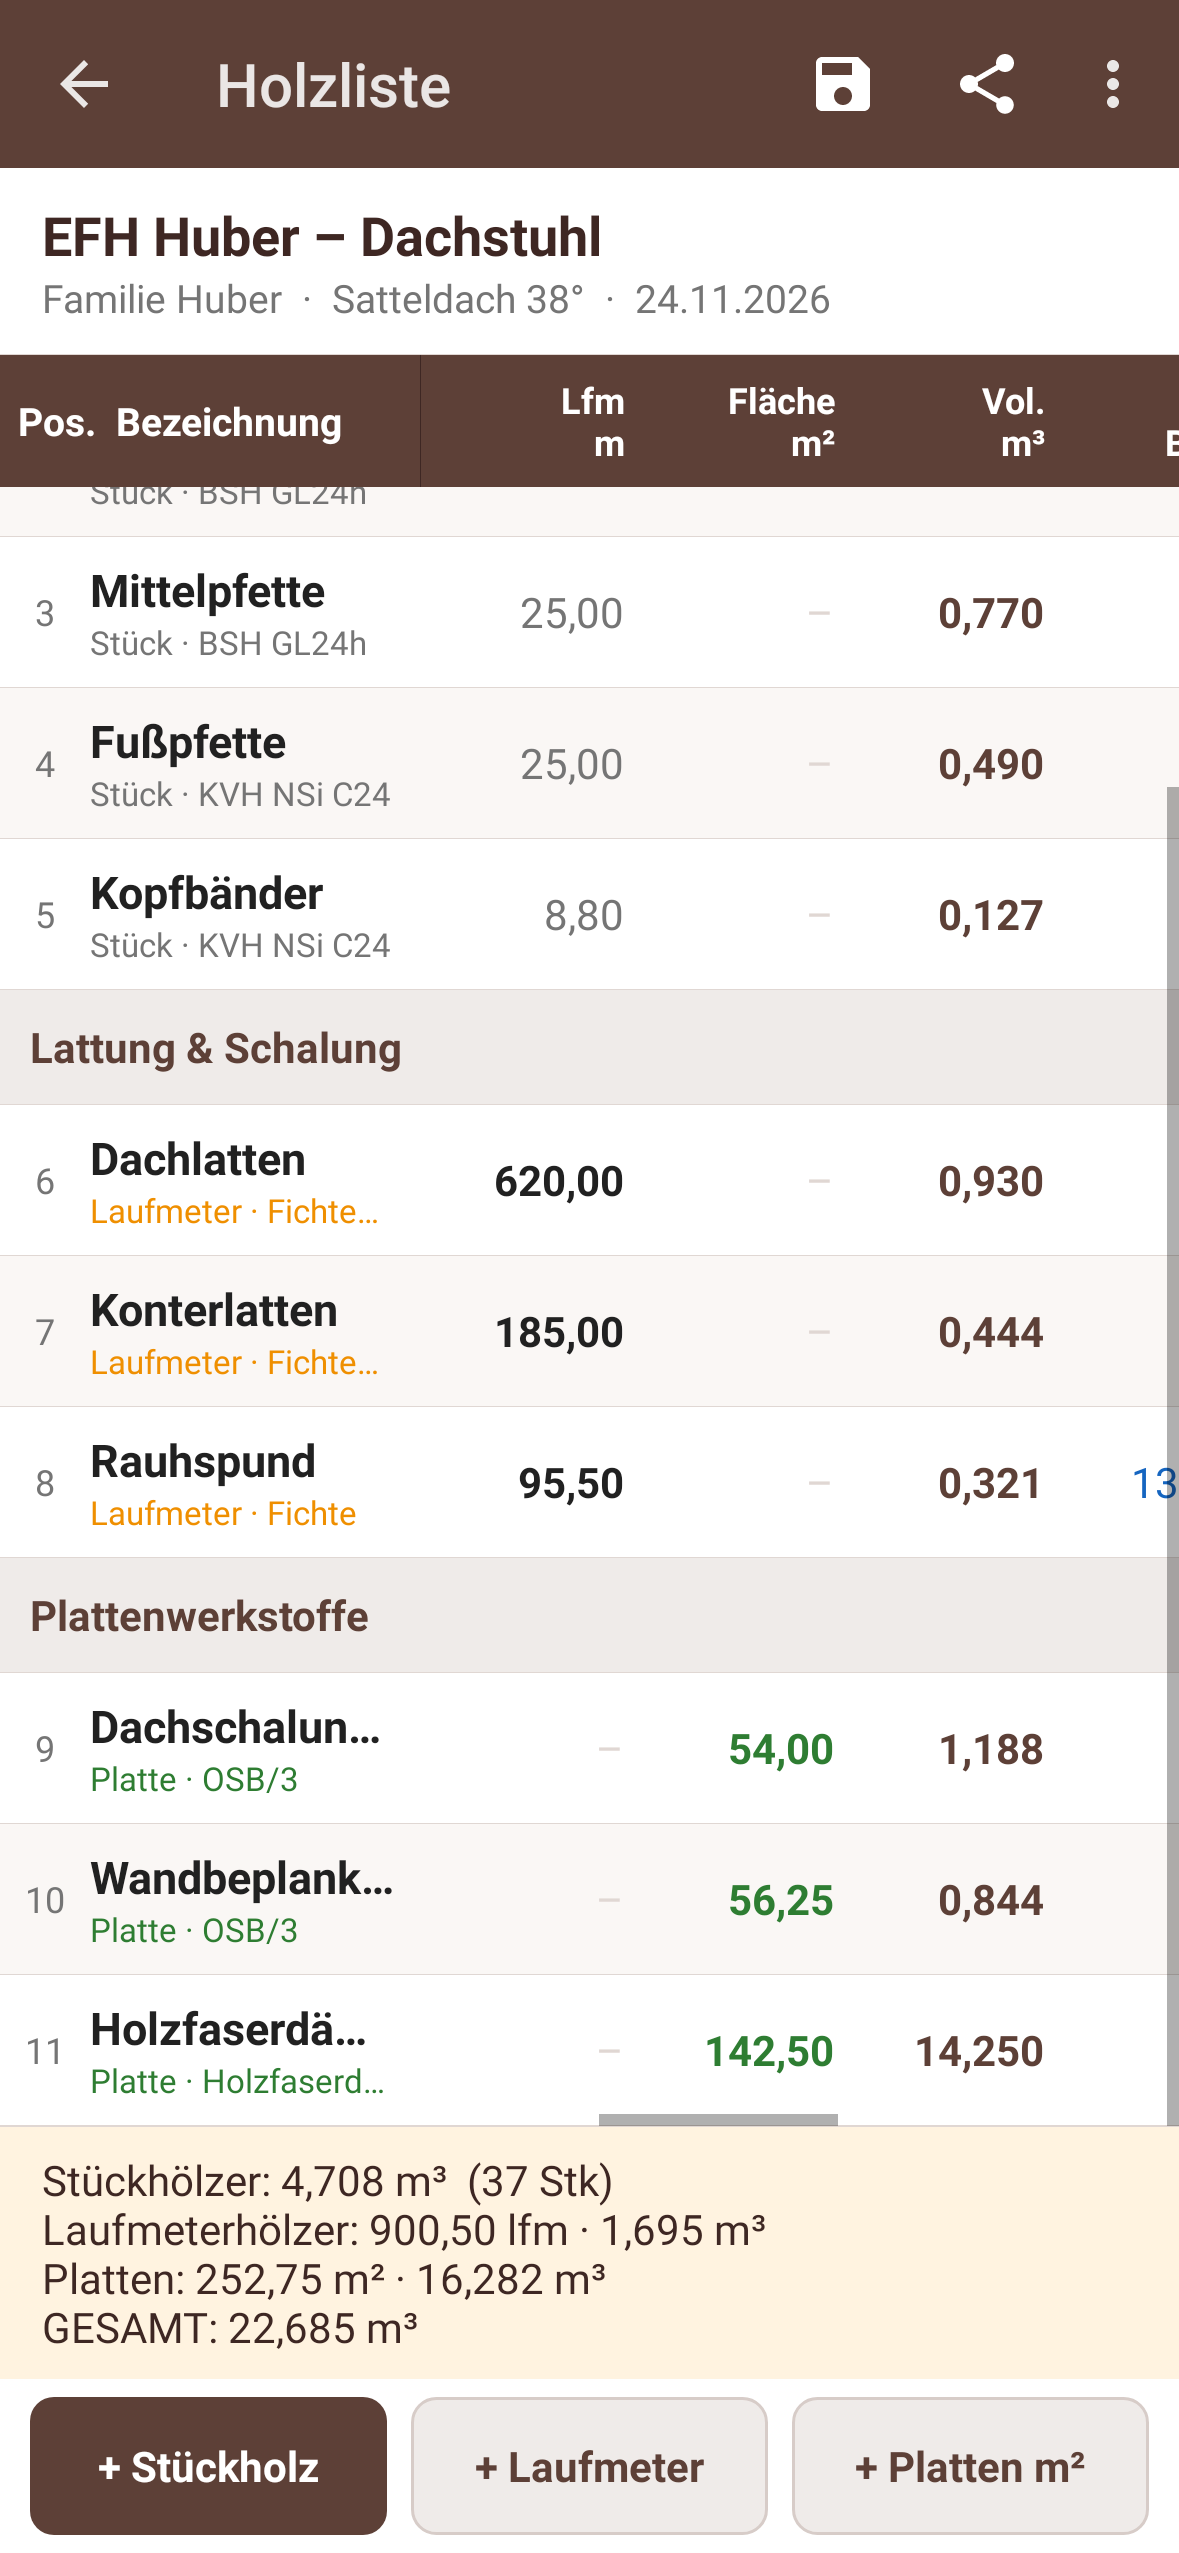 Holzliste
EFH Huber – Dachstuhl
Familie Huber · Satteldach 38° · 24.11.2026
Pos. Bezeichnung Lfm m Fläche m² Vol. m³
Stück · BSH GL24h
3 Mittelpfette 25,00 – 0,770
Stück · BSH GL24h
4 Fußpfette 25,00 – 0,490
Stück · KVH NSi C24
5 Kopfbänder 8,80 – 0,127
Stück · KVH NSi C24
Lattung & Schalung
6 Dachlatten 620,00 – 0,930
Laufmeter · Fichte…
7 Konterlatten 185,00 – 0,444
Laufmeter · Fichte…
8 Rauhspund 95,50 – 0,321 13
Laufmeter · Fichte
Plattenwerkstoffe
9 Dachschalun… – 54,00 1,188
Platte · OSB/3
10 Wandbeplank… – 56,25 0,844
Platte · OSB/3
11 Holzfaserdä… – 142,50 14,250
Platte · Holzfaserd…
Stückhölzer: 4,708 m³ (37 Stk)
Laufmeterhölzer: 900,50 lfm · 1,695 m³
Platten: 252,75 m² · 16,282 m³
GESAMT: 22,685 m³
+ Stückholz
+ Laufmeter
+ Platten m²